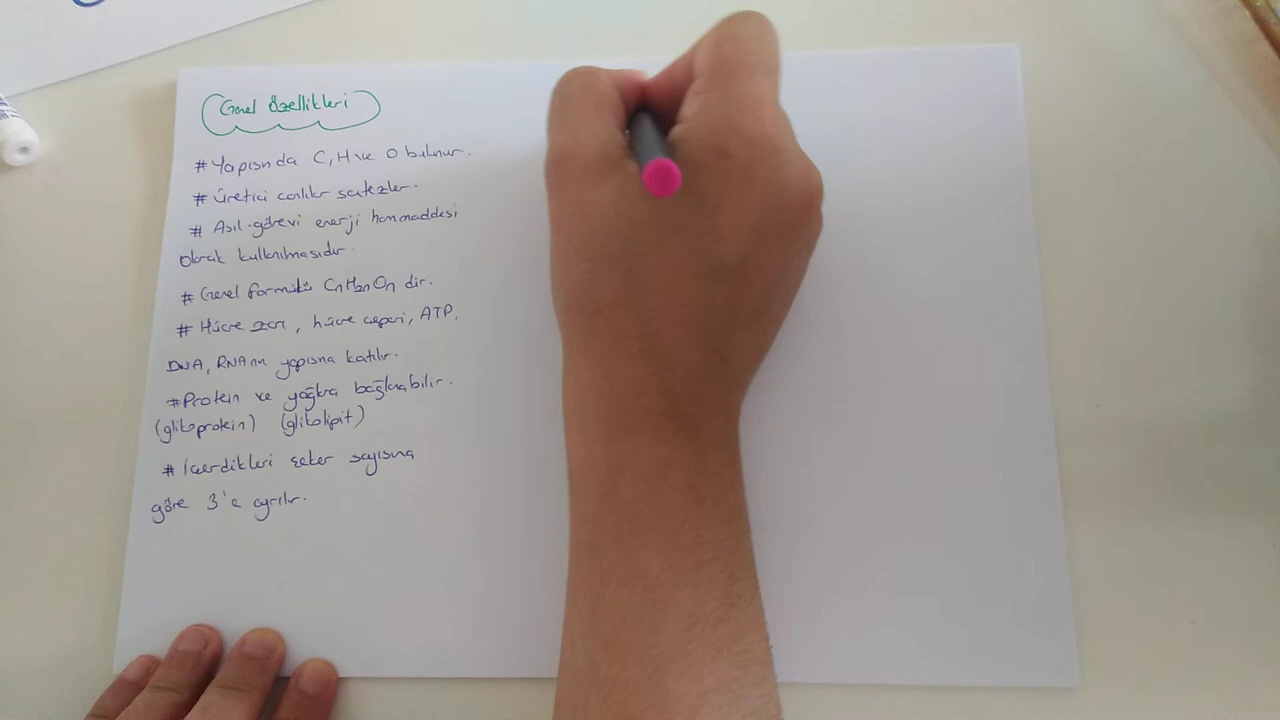 Genel Özellikleri
# Yapısında C, H ve O bulunur.
# Üretici canlılar sentezler.
# Asıl görevi enerji hammaddesi
olarak kullanılmasıdır.
# Genel formülü CnH2nOn dir.
# Hücre zarı, hücre çeperi, ATP,
DNA, RNA'nın yapısına katılır.
# Protein ve yağlara bağlanabilir.
(glikoprotein) (glikolipit)
# İçerdikleri şeker sayısına
göre 3'e ayrılır.